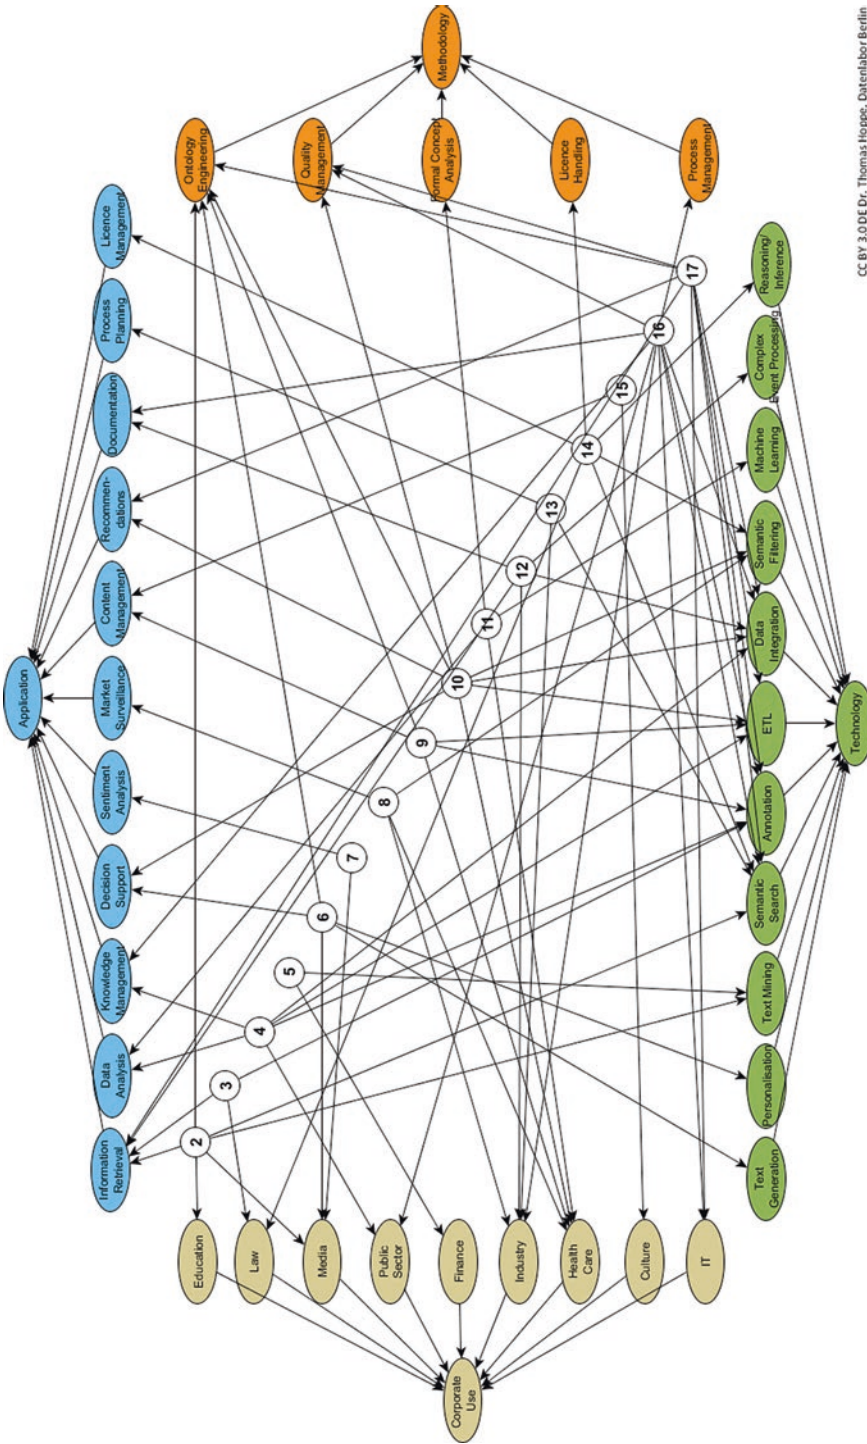 Application
Information
Retrieval
Data
Analysis
Knowledge
Management
Decision
Support
Sentiment
Analysis
Market
Surveillance
Content
Management
Recommen-
dations
Documentation
Process
Planning
Licence
Management
Education
Law
Media
Public
Sector
Finance
Industry
Health
Care
Culture
IT
Corporate
Use
2
3
4
5
6
7
8
9
10
11
12
13
14
15
16
17
Ontology
Engineering
Quality
Management
Formal Concept
Analysis
Licence
Handling
Process
Management
Methodology
Text
Generation
Personalisation
Text Mining
Semantic
Search
Annotation
ETL
Data
Integration
Semantic
Filtering
Machine
Learning
Complex
Event Processing
Reasoning/
Inference
Technology
CC BY 3.0 DE Dr. Thomas Hoppe, Datenlabor Berlin